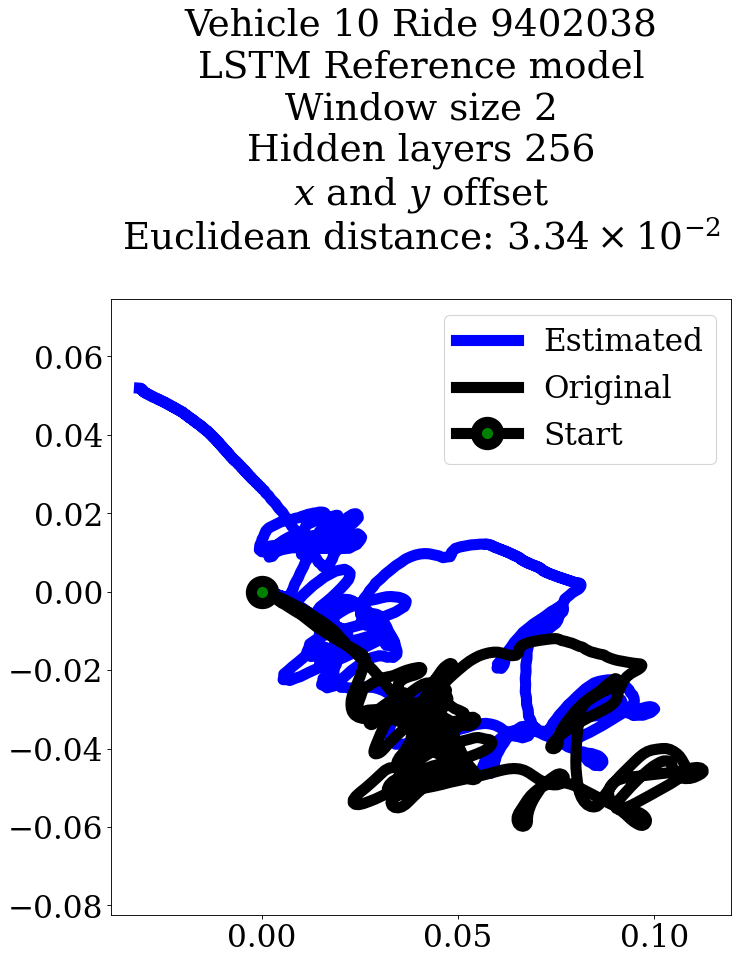 Vehicle 10 Ride 9402038
LSTM Reference model
Window size 2
Hidden layers 256
x and y offset
Euclidean distance: 3.34 × 10⁻²
Estimated
Original
Start
0.06
0.04
0.02
0.00
−0.02
−0.04
−0.06
−0.08
0.00 0.05 0.10